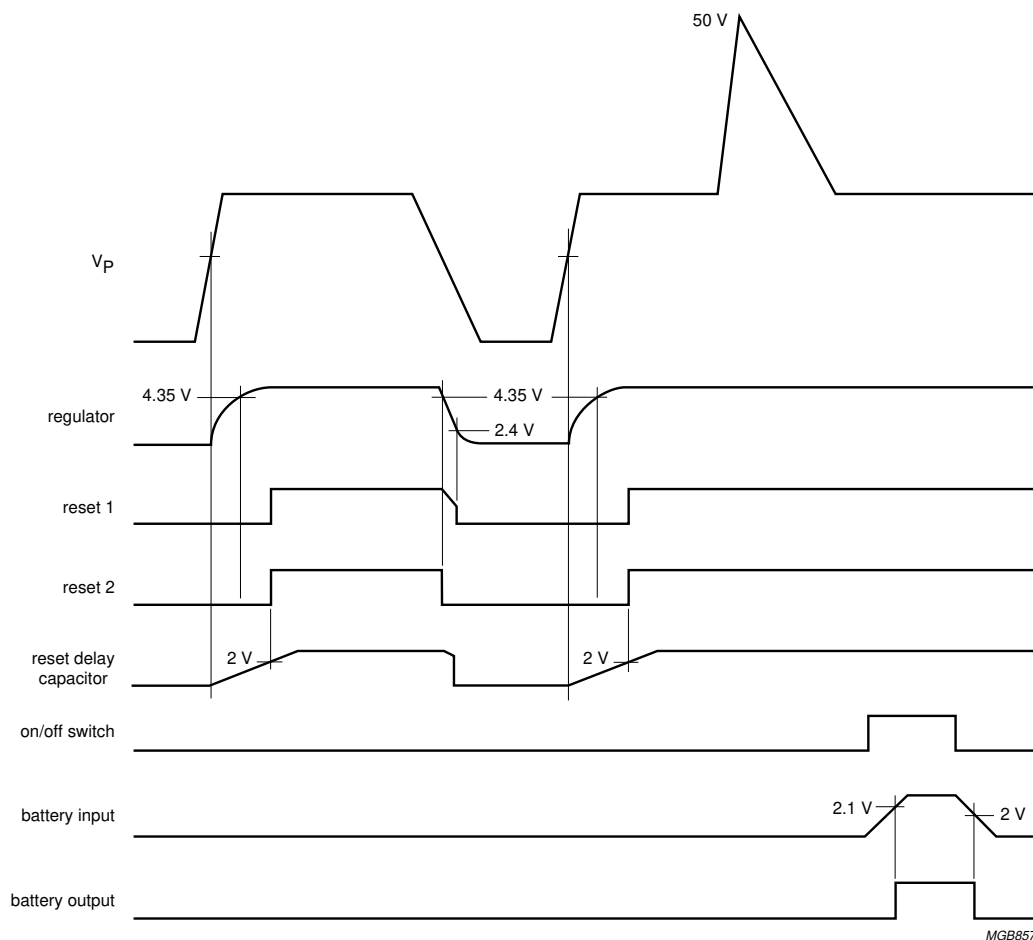 50 V
VP
4.35 V
4.35 V
regulator
2.4 V
reset 1
reset 2
2 V
2 V
reset delay
capacitor
on/off switch
2.1 V
battery input
2 V
battery output
MGB857